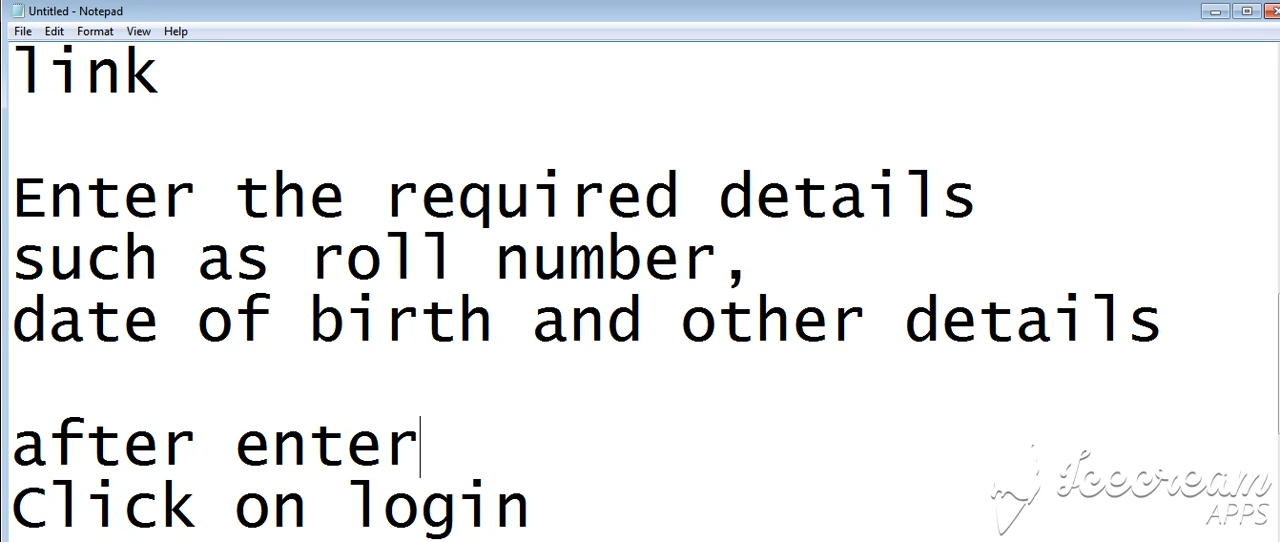 Untitled - Notepad
File Edit Format View Help
link
Enter the required details
such as roll number,
date of birth and other details
after enter
Click on login
Icecream
APPS